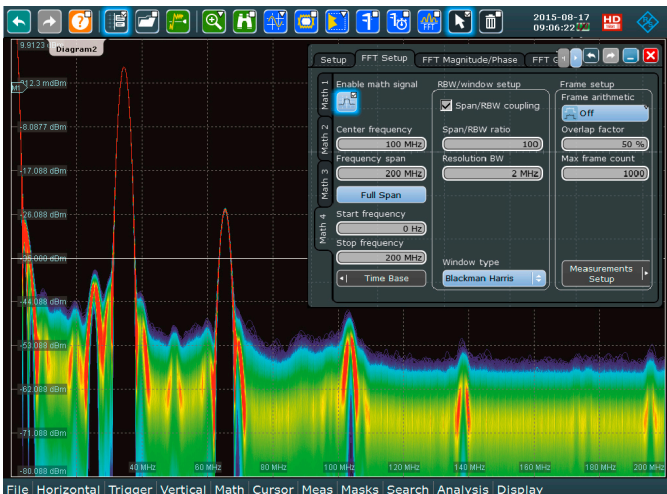 2015-08-17
HD
09:06:22
Diagram2
Setup FFT Setup FFT Magnitude/Phase FFT G
Math 1
Math 2
Math 3
Math 4
Enable math signal
RBW/window setup
Frame setup
Span/RBW coupling
Frame arithmetic
Off
Center frequency
100 MHz
Span/RBW ratio
100
Overlap factor
50 %
Frequency span
200 MHz
Resolution BW
2 MHz
Max frame count
1000
Full Span
Start frequency
0 Hz
Stop frequency
200 MHz
Time Base
Window type
Blackman Harris
Measurements
Setup
M1
-8.0877 dBm
-17.088 dBm
-26.088 dBm
-35.088 dBm
-44.088 dBm
-53.088 dBm
-62.088 dBm
-71.088 dBm
-80.088 dBm
40 MHz 60 MHz 80 MHz 100 MHz 120 MHz 140 MHz 160 MHz 180 MHz 200 MHz
File Horizontal Trigger Vertical Math Cursor Meas Masks Search Analysis Display